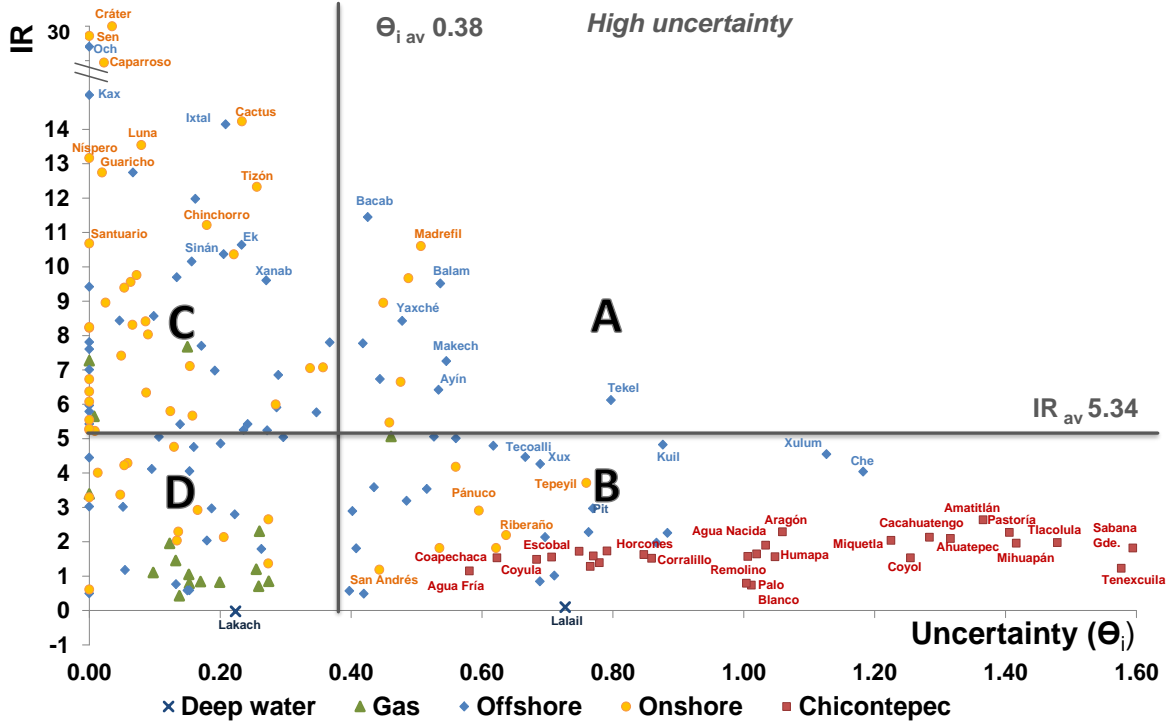 IR
30
14
13
12
11
10
9
8
7
6
5
4
3
2
1
0
-1
Cráter
Sen
Och
Caparroso
Kax
Ɵi av 0.38
High uncertainty
Ixtal
Cactus
Luna
Níspero
Guaricho
Tizón
Chinchorro
Santuario
Ek
Sinán
Xanab
Bacab
Madrefil
Balam
Yaxché
Makech
Ayín
Tekel
C
A
IRav 5.34
D
B
Tecoalli
Xux
Kuil
Xulum
Che
Tepeyil
Pit
Pánuco
Riberaño
San Andrés
Coapechaca
Agua Fría
Escobal
Coyula
Horcones
Corralillo
Agua Nacida
Aragón
Remolino
Humapa
Palo
Blanco
Miquetla
Cacahuatengo
Coyol
Amatitlán
Ahuatepec
Pastoría
Mihuapán
Tlacolula
Sabana
Gde.
Tenexcuila
Lakach
Lalail
Uncertainty (Ɵi)
0.00 0.20 0.40 0.60 0.80 1.00 1.20 1.40 1.60
Deep water Gas Offshore Onshore Chicontepec